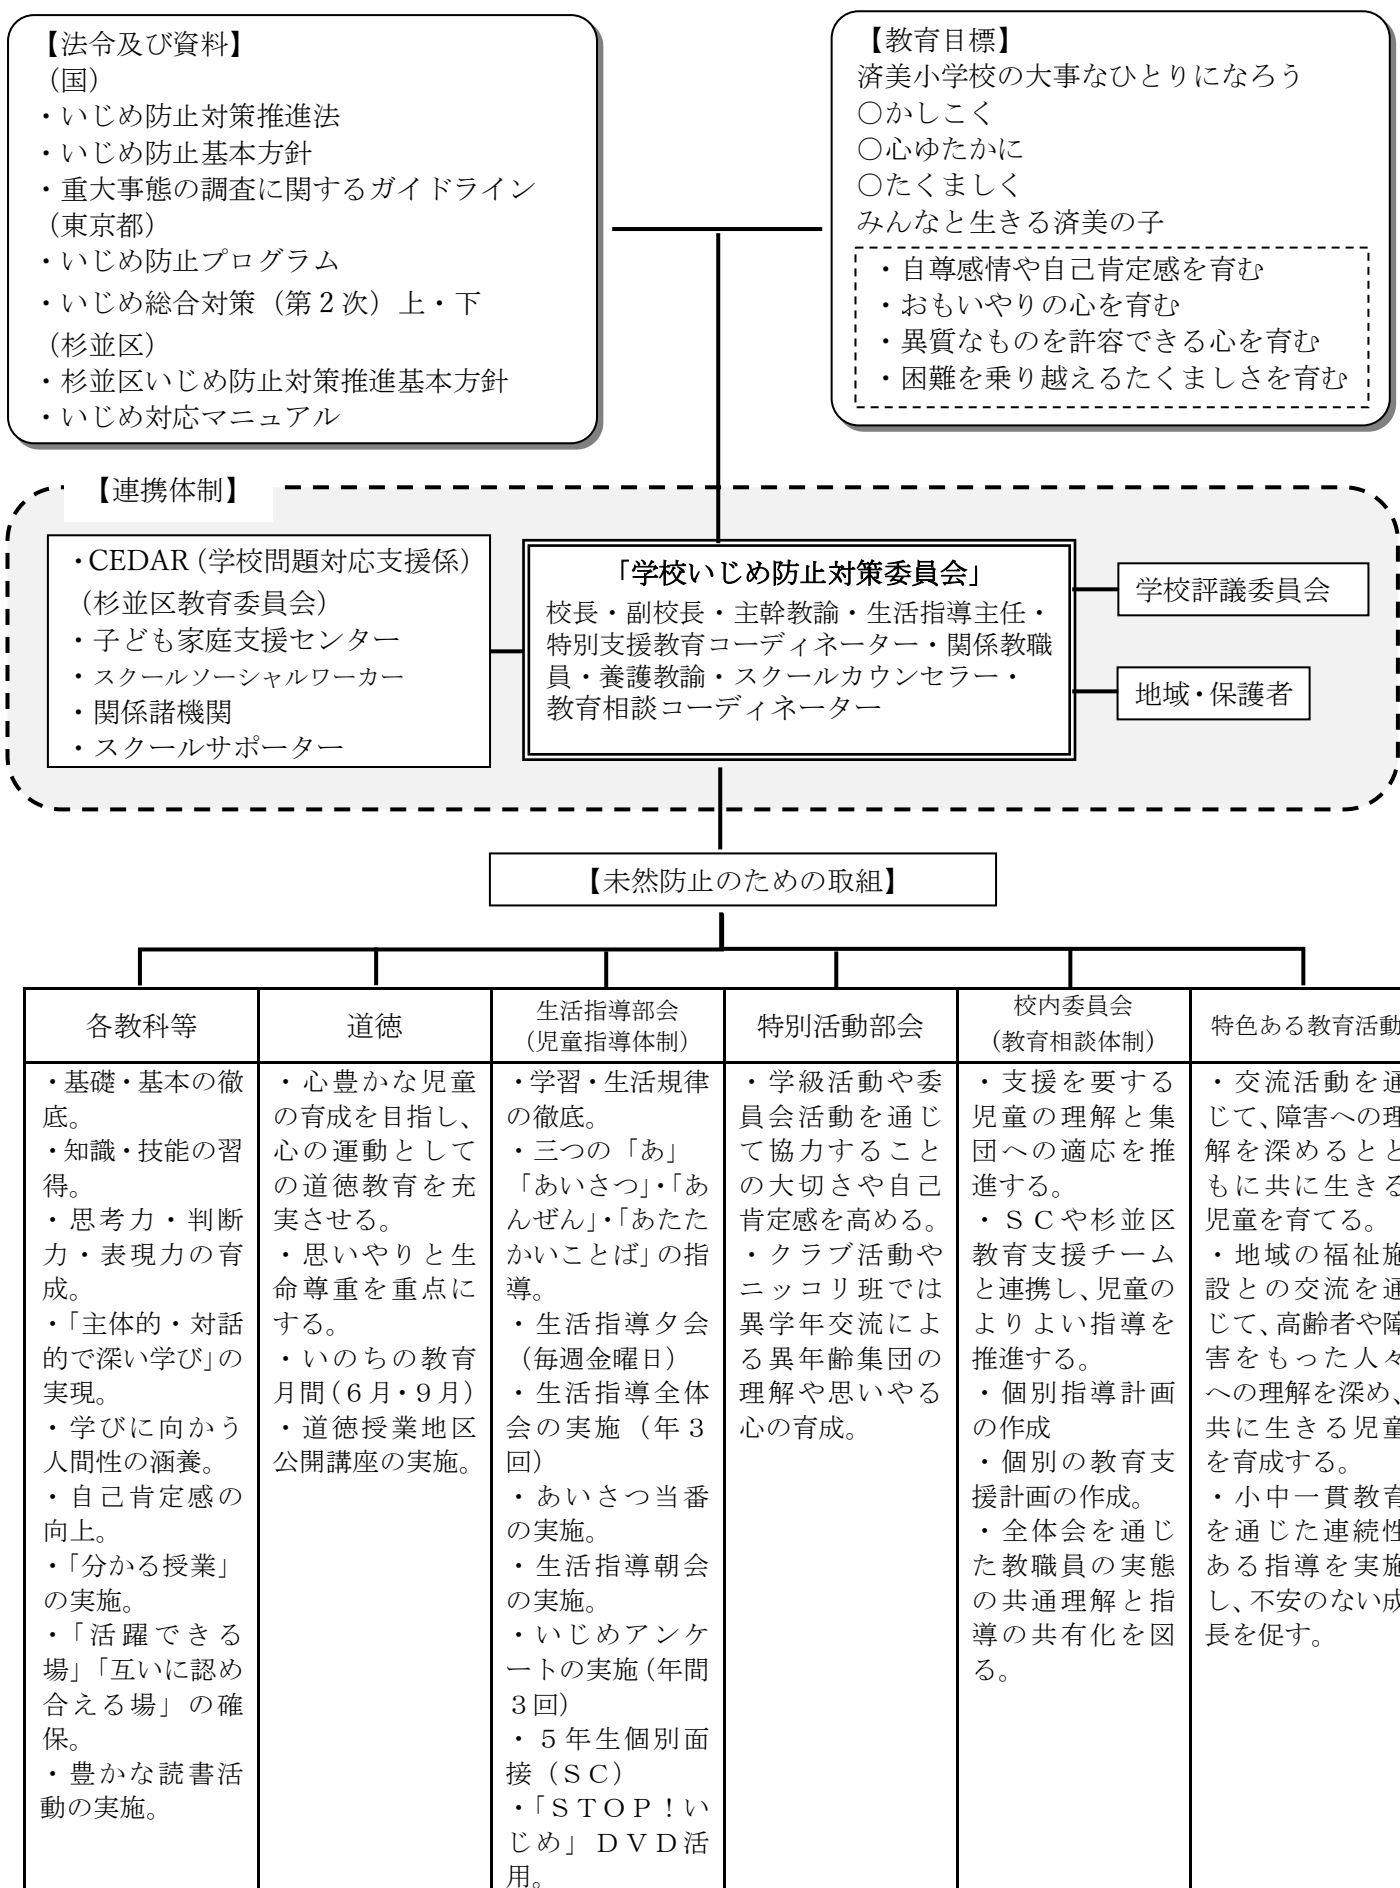 【法令及び資料】
（国）
・いじめ防止対策推進法
・いじめ防止基本方針
・重大事態の調査に関するガイドライン
（東京都）
・いじめ防止プログラム
・いじめ総合対策（第２次）上・下
（杉並区）
・杉並区いじめ防止対策推進基本方針
・いじめ対応マニュアル
【教育目標】
済美小学校の大事なひとりになろう
○かしこく
○心ゆたかに
○たくましく
みんなと生きる済美の子
・自尊感情や自己肯定感を育む
・おもいやりの心を育む
・異質なものを許容できる心を育む
・困難を乗り越えるたくましさを育む
【連携体制】
・CEDAR（学校問題対応支援係）
（杉並区教育委員会）
・子ども家庭支援センター
・スクールソーシャルワーカー
・関係諸機関
・スクールサポーター
「学校いじめ防止対策委員会」
校長・副校長・主幹教諭・生活指導主任・
特別支援教育コーディネーター・関係教職
員・養護教諭・スクールカウンセラー・
教育相談コーディネーター
学校評議委員会
地域・保護者
【未然防止のための取組】
各教科等
・基礎・基本の徹
底。
・知識・技能の習
得。
・思考力・判断
力・表現力の育
成。
・「主体的・対話
的で深い学び」の
実現。
・学びに向かう
人間性の涵養。
・自己肯定感の
向上。
・「分かる授業」
の実施。
・「活躍できる
場」「互いに認め
合える場」の確
保。
・豊かな読書活
動の実施。
道徳
・心豊かな児童
の育成を目指し、
心の運動として
の道徳教育を充
実させる。
・思いやりと生
命尊重を重点に
する。
・いのちの教育
月間（６月・９月）
・道徳授業地区
公開講座の実施。
生活指導部会
（児童指導体制）
・学習・生活規律
の徹底。
・三つの「あ」
「あいさつ」・「あ
んぜん」・「あたた
かいことば」の指
導。
・生活指導夕会
（毎週金曜日）
・生活指導全体
会の実施（年３
回）
・あいさつ当番
の実施。
・生活指導朝会
の実施。
・いじめアンケ
ートの実施（年間
３回）
・５年生個別面
接（ＳＣ）
・「ＳＴＯＰ！い
じめ」ＤＶＤ活
用。
特別活動部会
・学級活動や委
員会活動を通じ
て協力すること
の大切さや自己
肯定感を高める。
・クラブ活動や
ニッコリ班では
異学年交流によ
る異年齢集団の
理解や思いやる
心の育成。
校内委員会
（教育相談体制）
・支援を要する
児童の理解と集
団への適応を推
進する。
・ＳＣや杉並区
教育支援チーム
と連携し、児童の
よりよい指導を
推進する。
・個別指導計画
の作成
・個別の教育支
援計画の作成。
・全体会を通じ
た教職員の実態
の共通理解と指
導の共有化を図
る。
特色ある教育活動
・交流活動を通
じて、障害への理
解を深めるとと
もに共に生きる
児童を育てる。
・地域の福祉施
設との交流を通
じて、高齢者や障
害をもった人々
への理解を深め、
共に生きる児童
を育成する。
・小中一貫教育
を通じた連続性
ある指導を実施
し、不安のない成
長を促す。